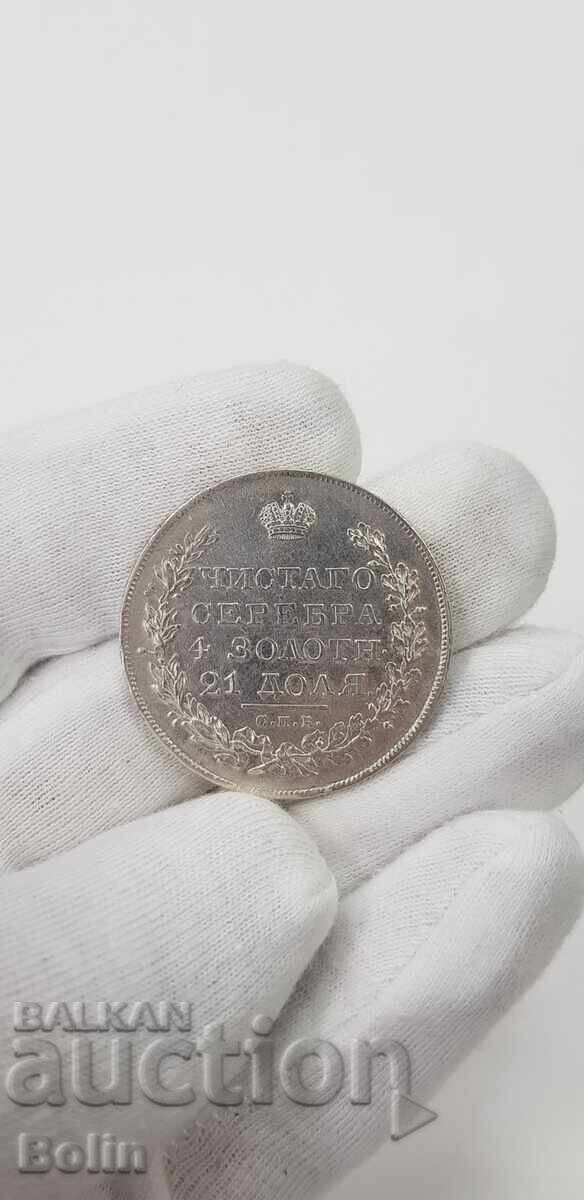 ЧИСТАГО
СЕРЕБРА
4 ЗОЛОТН.
21 ДОЛЯ
С.П.Б.
BALKAN
auction
Bolin